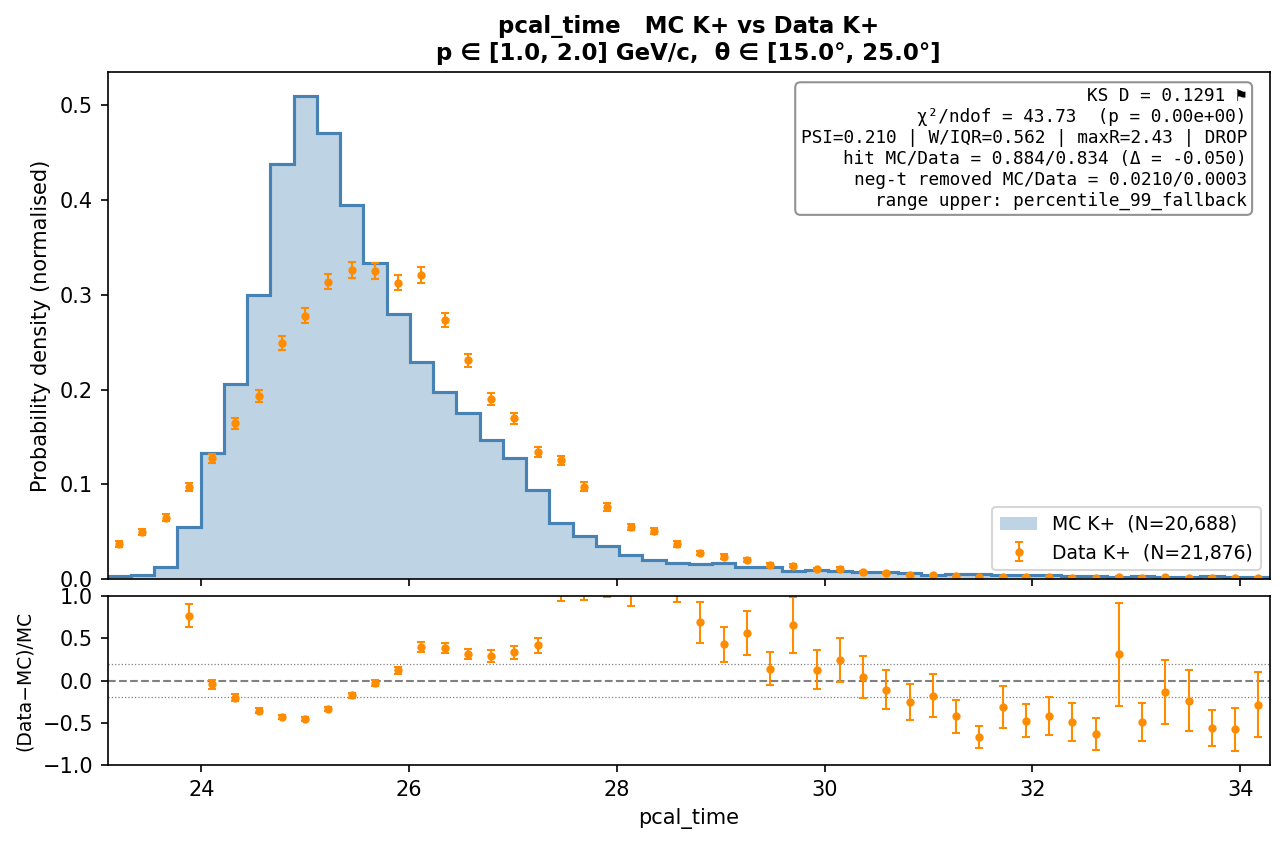 pcal_time   MC K+ vs Data K+
p ∈ [1.0, 2.0] GeV/c,  θ ∈ [15.0°, 25.0°]
KS D = 0.1291 ⚑
χ²/ndof = 43.73  (p = 0.00e+00)
PSI=0.210 | W/IQR=0.562 | maxR=2.43 | DROP
hit MC/Data = 0.884/0.834 (Δ = -0.050)
neg-t removed MC/Data = 0.0210/0.0003
range upper: percentile_99_fallback
Probability density (normalised)
0.5
0.4
0.3
0.2
0.1
0.0
MC K+  (N=20,688)
Data K+  (N=21,876)
(Data−MC)/MC
1.0
0.5
0.0
−0.5
−1.0
24
26
28
30
32
34
pcal_time